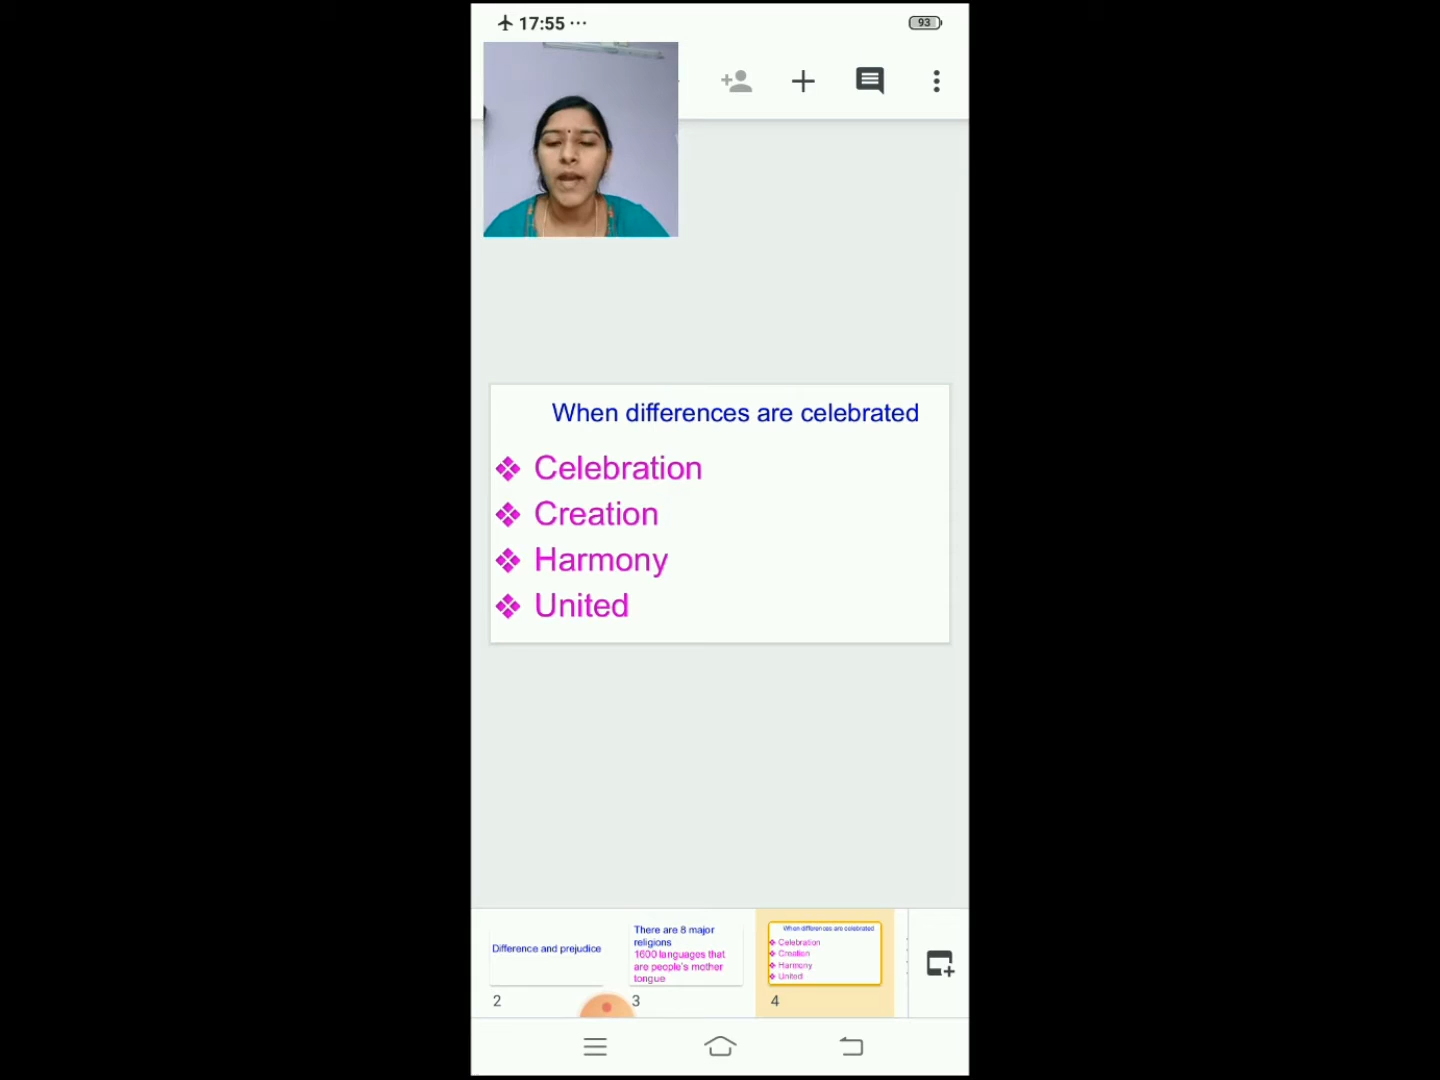 17:55 ···
93
When differences are celebrated
❖ Celebration
❖ Creation
❖ Harmony
❖ United
Difference and prejudice
2
There are 8 major
religions
1600 languages that
are people's mother
tongue
3
When differences are celebrated
❖ Celebration
❖ Creation
❖ Harmony
❖ United
4